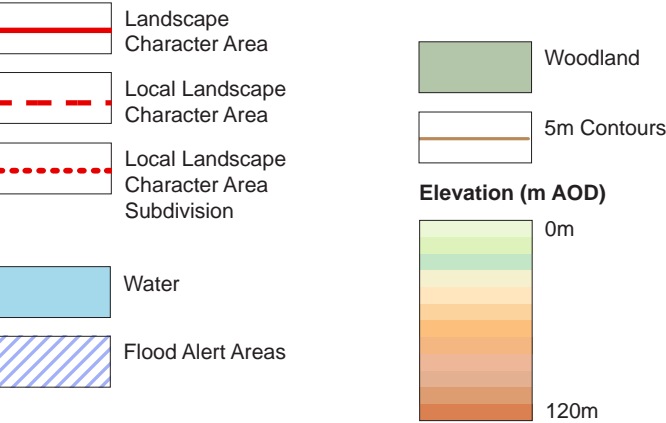 Landscape
Character Area
Local Landscape
Character Area
Local Landscape
Character Area
Subdivision
Water
Flood Alert Areas
Woodland
5m Contours
Elevation (m AOD)
0m
120m